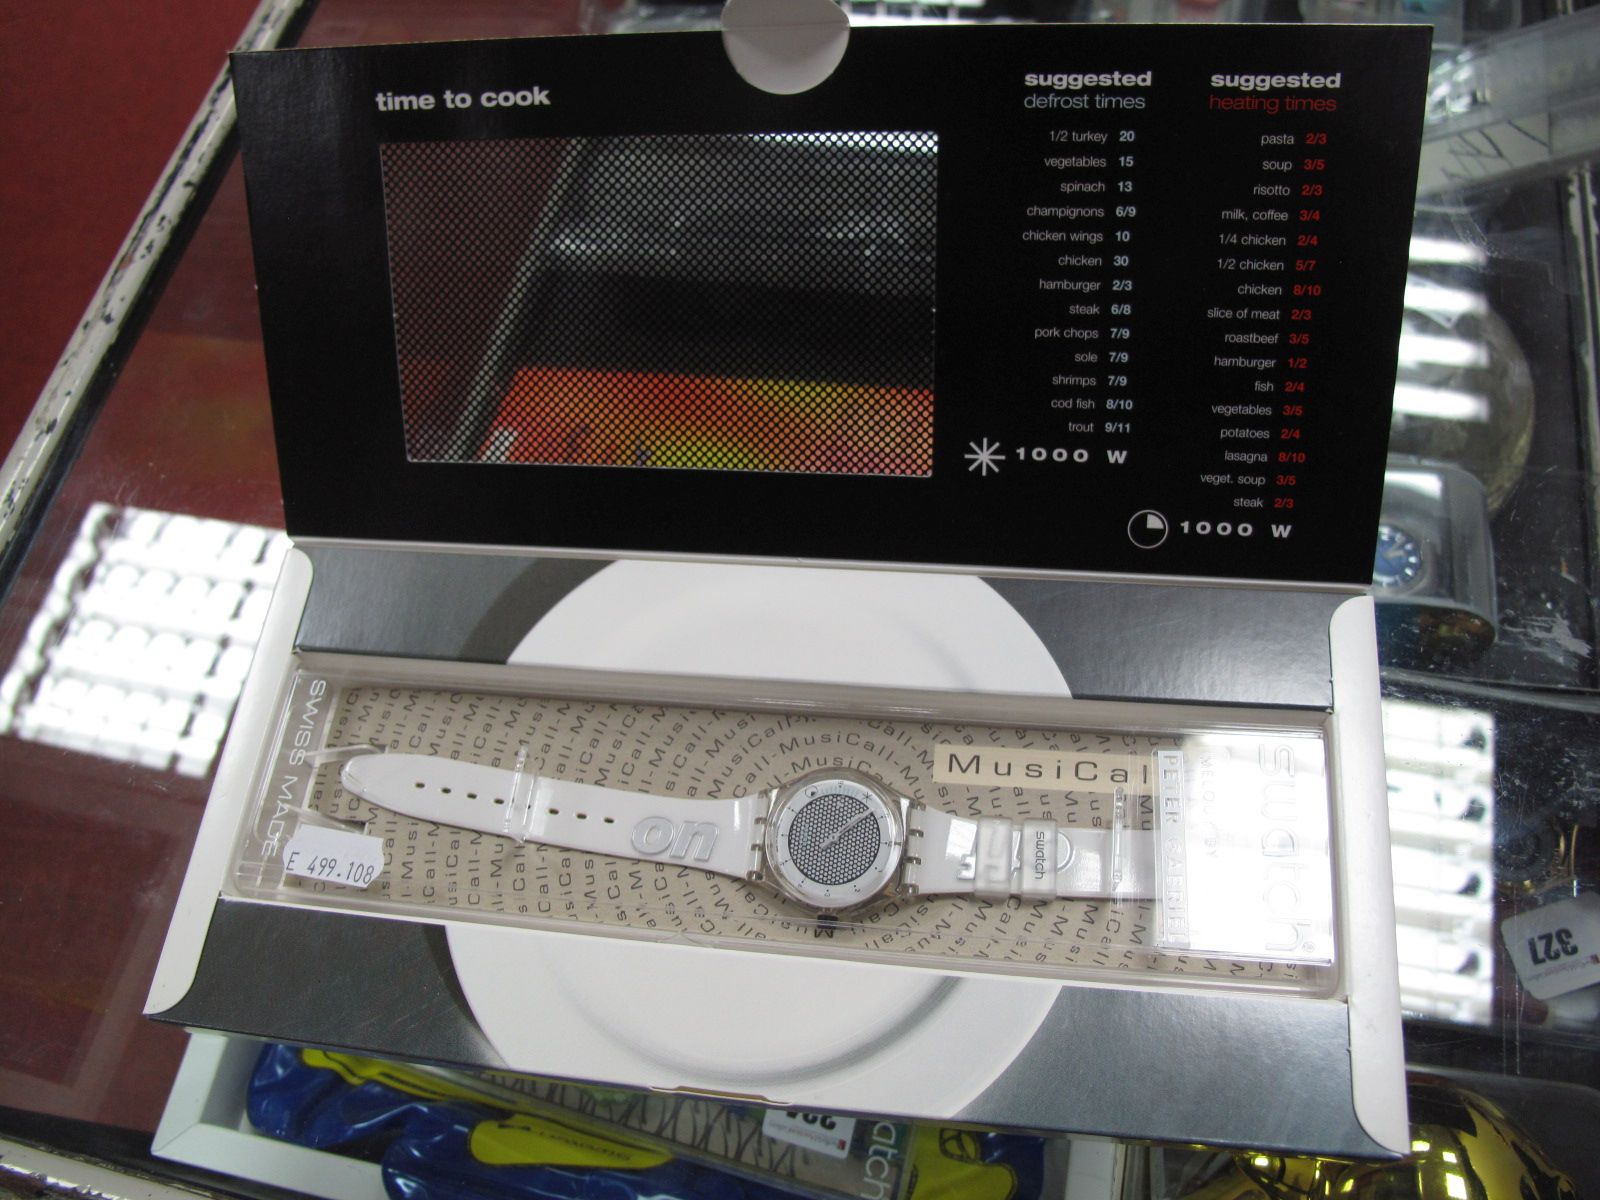 time to cook
suggested
defrost times
1/2 turkey 20
vegetables 15
spinach 13
champignons 6/9
chicken wings 10
chicken 30
hamburger 2/3
steak 6/8
pork chops 7/9
sole 7/9
shrimps 7/9
cod fish 8/10
trout 9/11
1000 W
suggested
heating times
pasta 2/3
soup 3/5
risotto 2/3
milk, coffee 3/4
1/4 chicken 2/4
1/2 chicken 5/7
chicken 8/10
slice of meat 2/3
roastbeef 3/5
hamburger 1/2
fish 2/4
vegetables 3/5
potatoes 2/4
lasagna 8/10
veget. soup 3/5
steak 2/3
1000 W
SWISS MADE
E 499.108
on
MusiCal
swatch
PETER GABRIEL
MELODY BY
swatch®
327